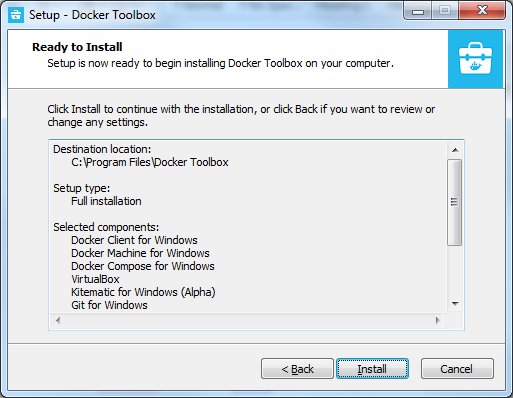 Setup - Docker Toolbox
Ready to Install
Setup is now ready to begin installing Docker Toolbox on your computer.
Click Install to continue with the installation, or click Back if you want to review or
change any settings.
Destination location:
C:\Program Files\Docker Toolbox
Setup type:
Full installation
Selected components:
Docker Client for Windows
Docker Machine for Windows
Docker Compose for Windows
VirtualBox
Kitematic for Windows (Alpha)
Git for Windows
< Back
Install
Cancel